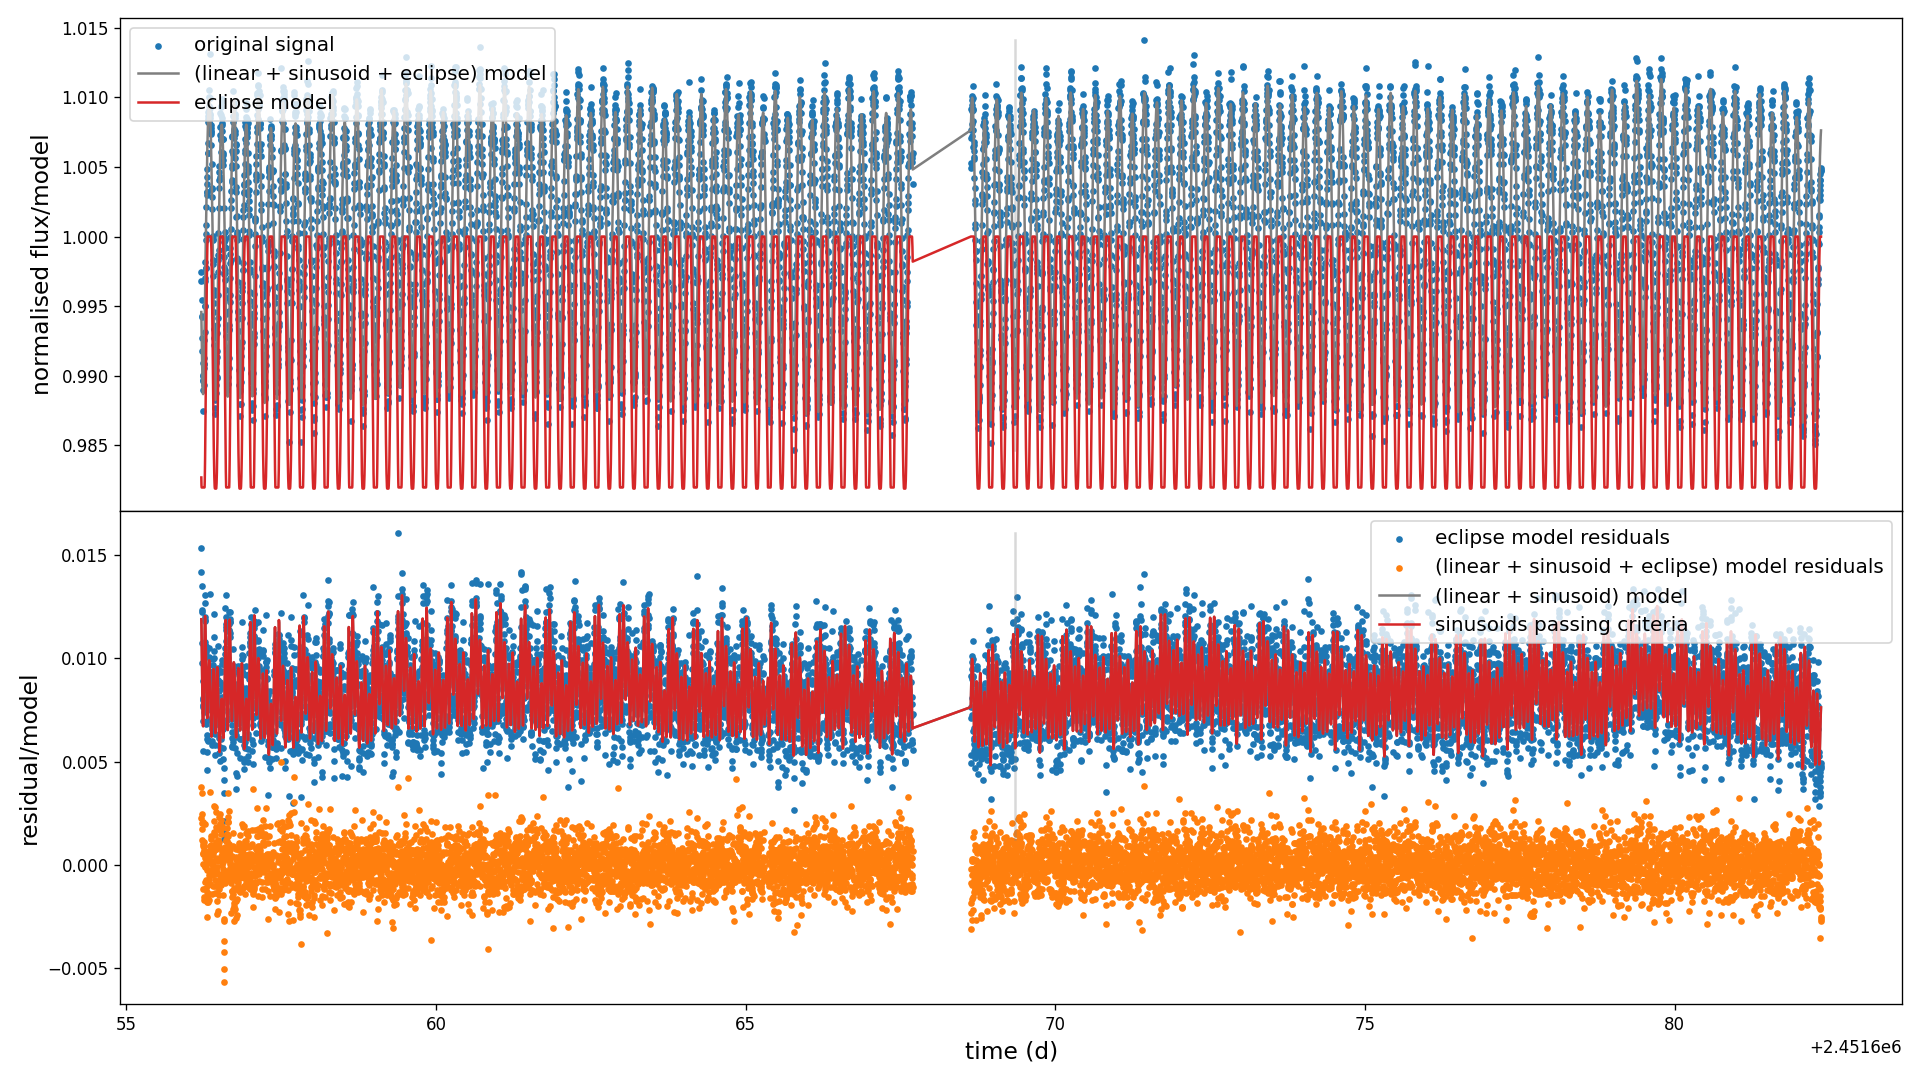 1.015
1.010
1.005
1.000
0.995
0.990
0.985
normalised flux/model
original signal
(linear + sinusoid + eclipse) model
eclipse model
0.015
0.010
0.005
0.000
−0.005
residual/model
eclipse model residuals
(linear + sinusoid + eclipse) model residuals
(linear + sinusoid) model
sinusoids passing criteria
55 60 65 70 75 80
time (d)
+2.4516e6